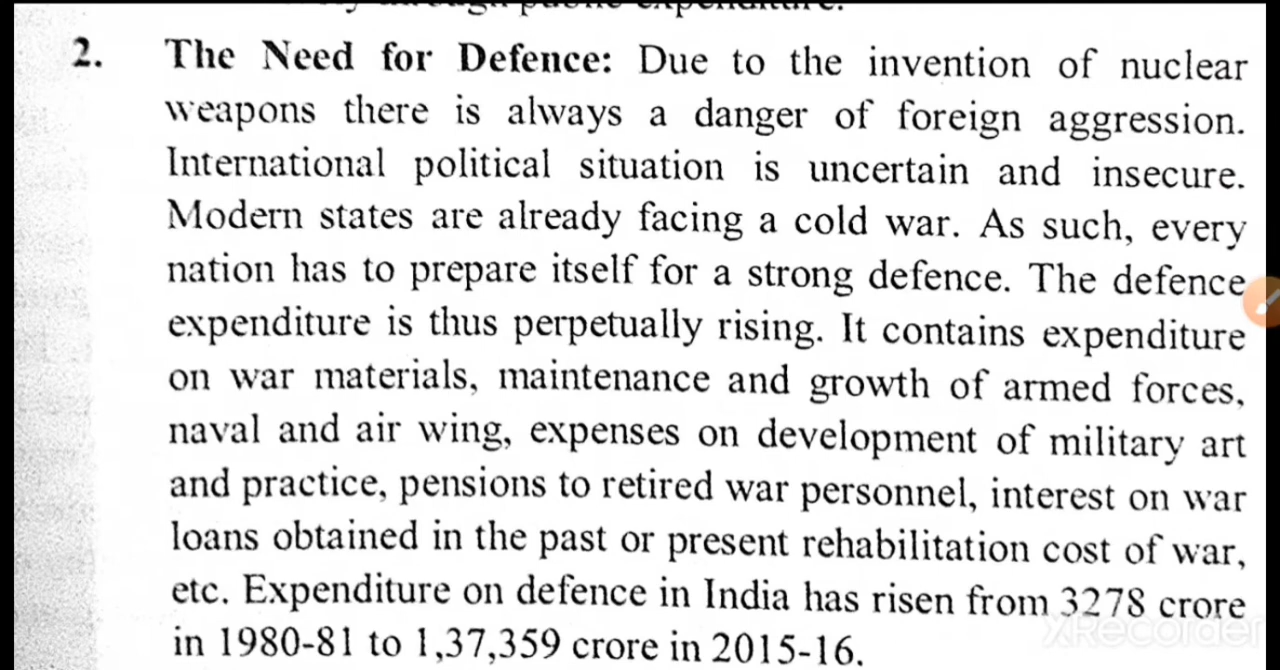 2. The Need for Defence: Due to the invention of nuclear
weapons there is always a danger of foreign aggression.
International political situation is uncertain and insecure.
Modern states are already facing a cold war. As such, every
nation has to prepare itself for a strong defence. The defence
expenditure is thus perpetually rising. It contains expenditure
on war materials, maintenance and growth of armed forces,
naval and air wing, expenses on development of military art
and practice, pensions to retired war personnel, interest on war
loans obtained in the past or present rehabilitation cost of war,
etc. Expenditure on defence in India has risen from 3278 crore
in 1980-81 to 1,37,359 crore in 2015-16.
XRecorder